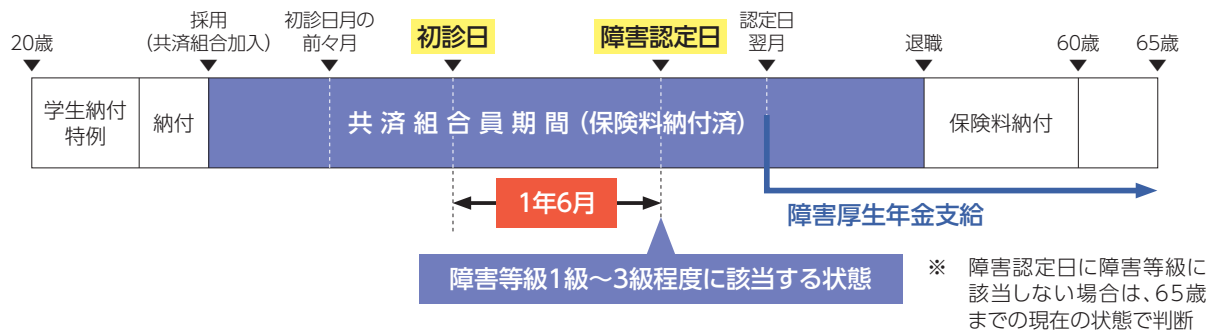 20歳
採用
(共済組合加入)
初診日月の
前々月
初診日
障害認定日
認定日
翌月
退職
60歳
65歳
学生納付
特例
納付
共済組合員期間(保険料納付済)
保険料納付
1年6月
障害厚生年金支給
障害等級1級〜3級程度に該当する状態
※ 障害認定日に障害等級に
該当しない場合は、65歳
までの現在の状態で判断